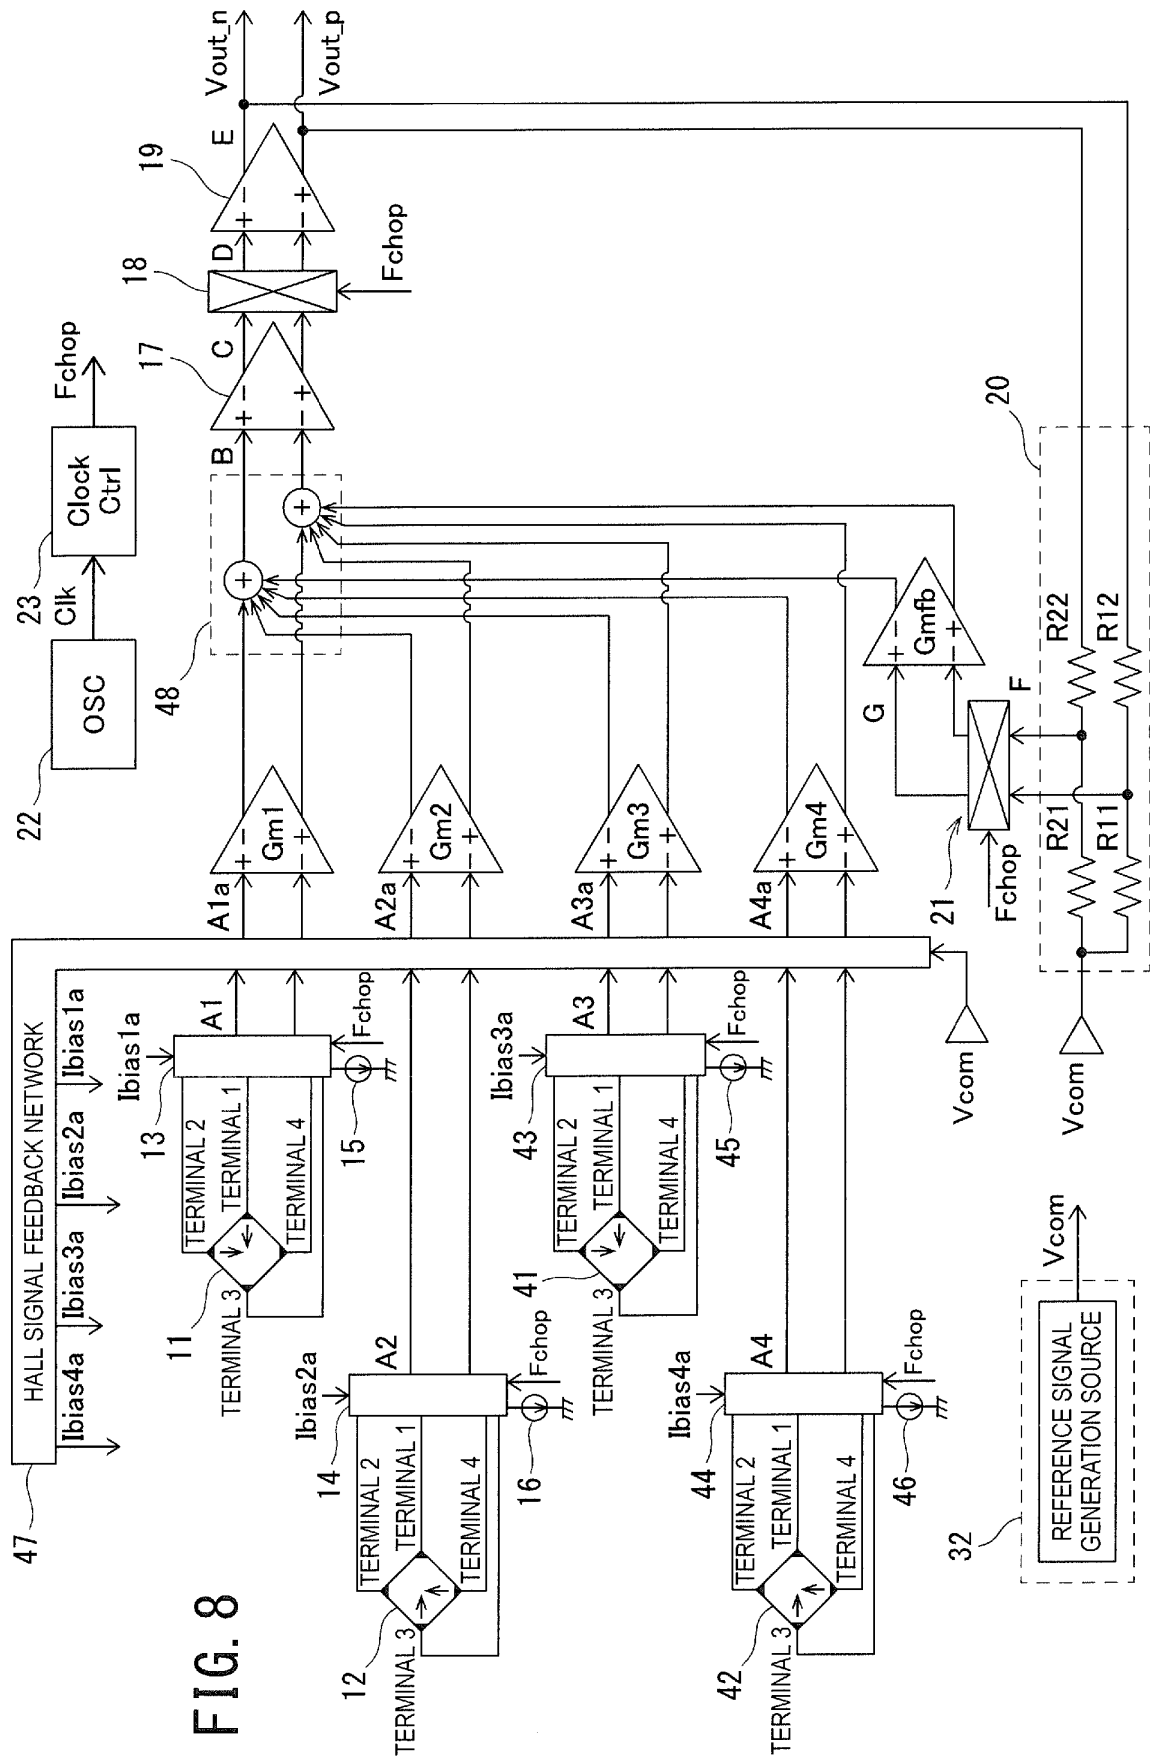 FIG. 8
47
HALL SIGNAL FEEDBACK NETWORK
Ibias4a
Ibias3a
Ibias2a
Ibias1a
22
OSC
Clk
23
Clock
Ctrl
Fchop
11
TERMINAL 3
TERMINAL 2
TERMINAL 1
TERMINAL 4
13
Ibias1a
A1
Fchop
15
A1a
+
−
−
+
Gm1
48
+
+
B
17
+
−
−
+
C
18
Fchop
D
19
+
−
−
+
E
Vout_n
Vout_p
12
TERMINAL 3
TERMINAL 2
TERMINAL 1
TERMINAL 4
14
Ibias2a
A2
Fchop
16
A2a
+
−
−
+
Gm2
41
TERMINAL 3
TERMINAL 2
TERMINAL 1
TERMINAL 4
43
Ibias3a
A3
Fchop
45
A3a
+
−
−
+
Gm3
42
TERMINAL 3
TERMINAL 2
TERMINAL 1
TERMINAL 4
44
Ibias4a
A4
Fchop
46
A4a
+
−
−
+
Gm4
Vcom
21
Fchop
G
F
+
−
−
+
Gmfb
20
32
REFERENCE SIGNAL
GENERATION SOURCE
Vcom
Vcom
R21
R22
R11
R12